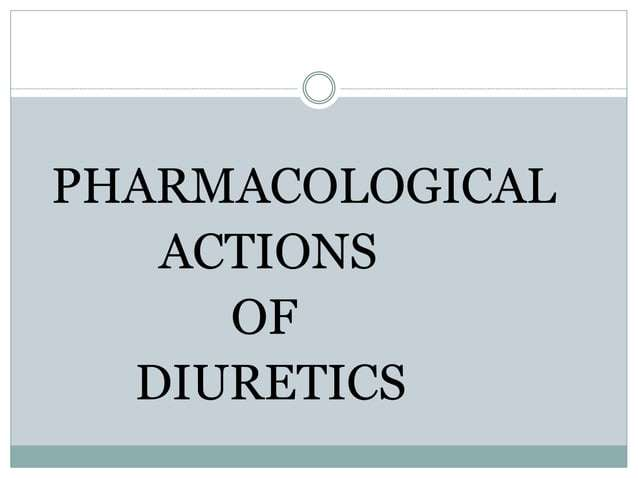 PHARMACOLOGICAL
ACTIONS
OF
DIURETICS